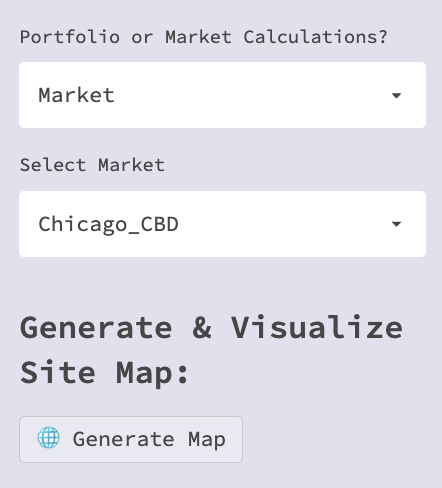 Portfolio or Market Calculations?
Market
Select Market
Chicago_CBD
Generate & Visualize
Site Map:
🌐 Generate Map